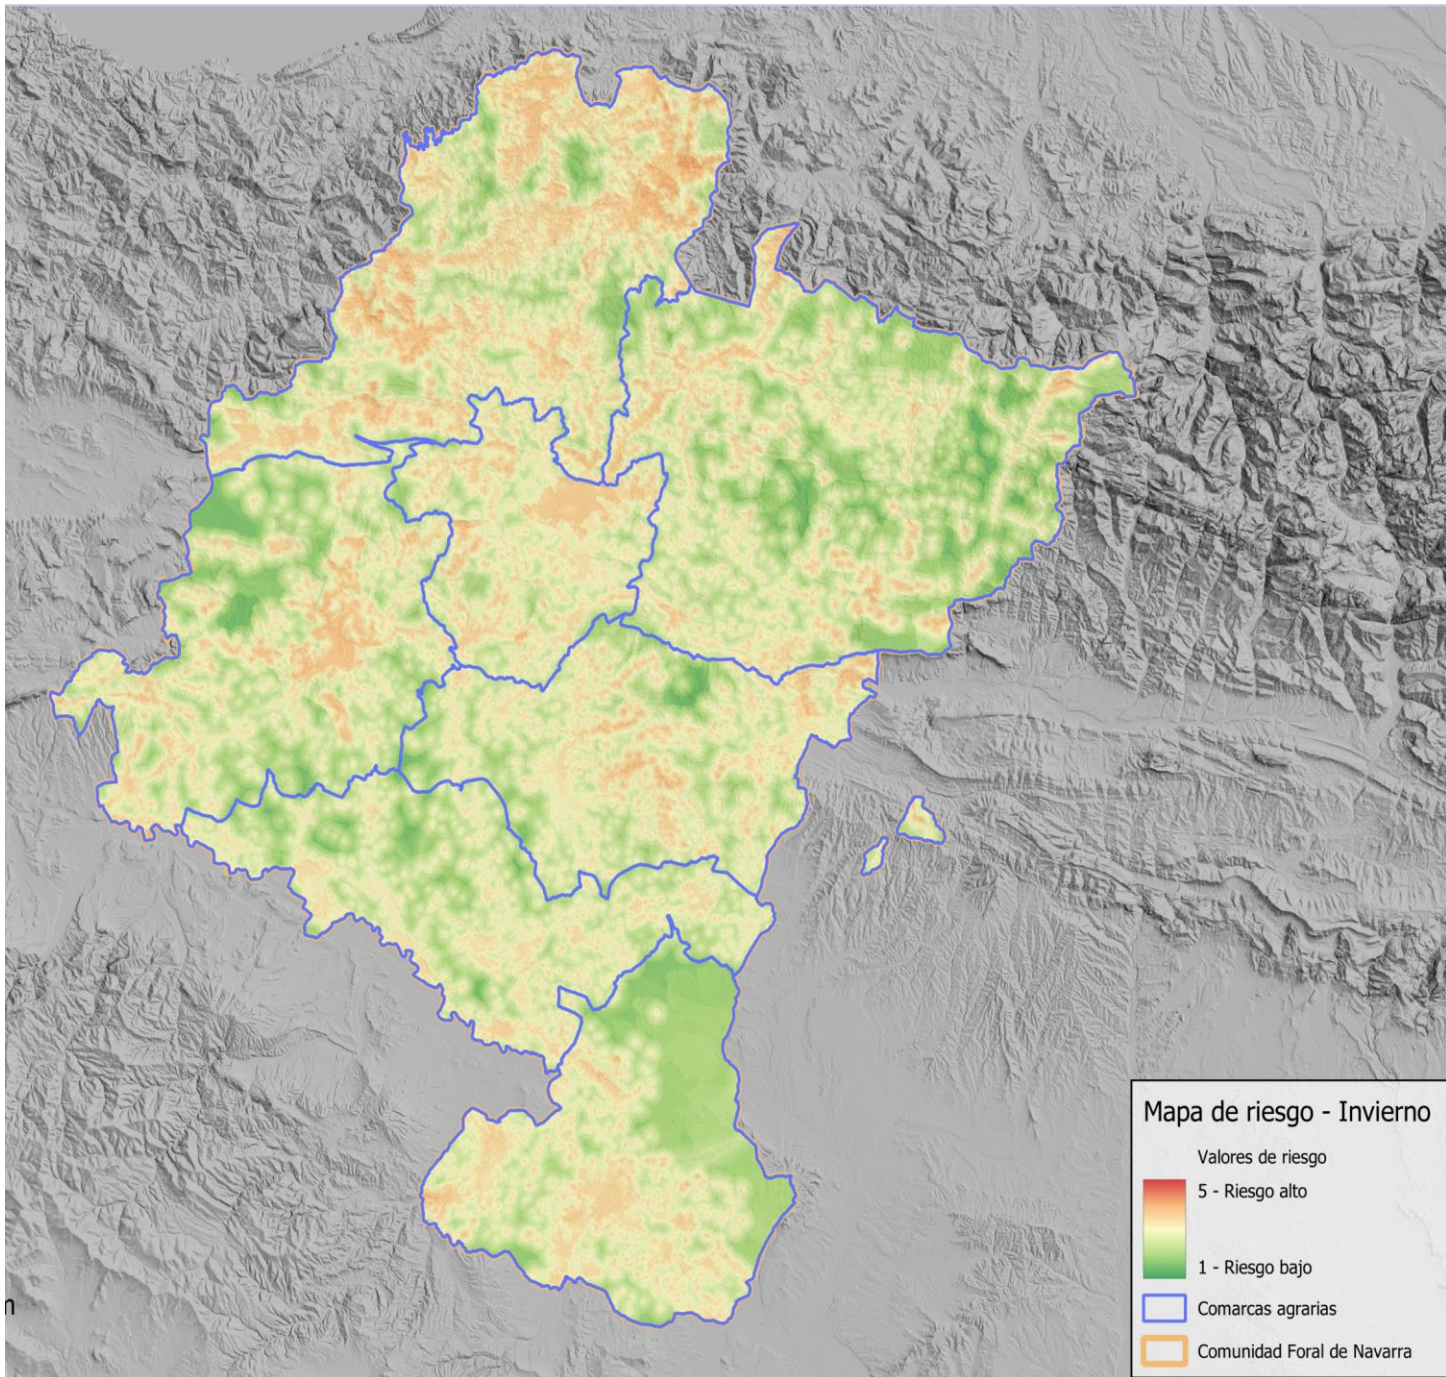 Mapa de riesgo - Invierno
Valores de riesgo
5 - Riesgo alto
1 - Riesgo bajo
Comarcas agrarias
Comunidad Foral de Navarra